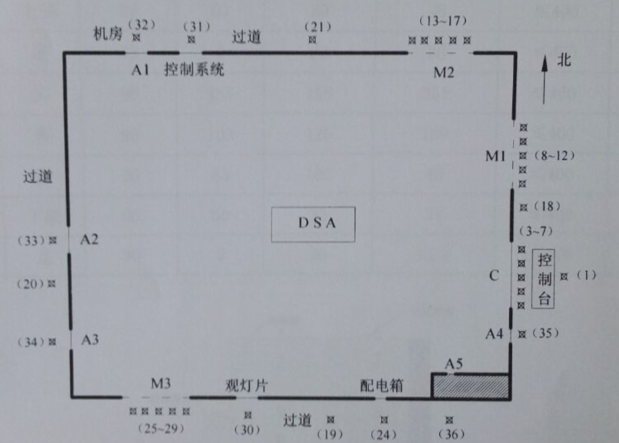 机房 (32) (31) 过道 (21) (13~17)
A1 控制系统 M2 北
M1 (8~12)
过道
(18)
DSA
(3~7)
(33) A2
C 控制台 (1)
(20)
(34) A3 A4 (35)
A5
M3 观灯片 配电箱
(25~29) (30) 过道 (19) (24) (36)